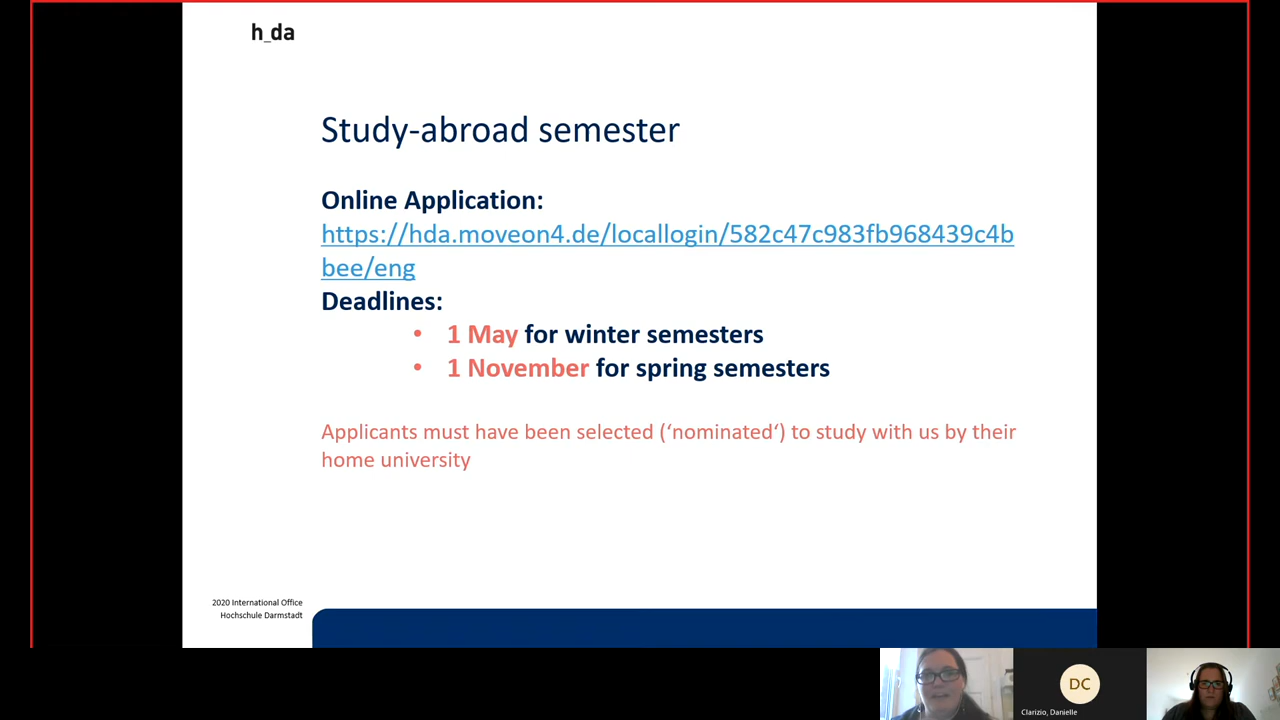 h_da
Study-abroad semester
Online Application:
https://hda.moveon4.de/locallogin/582c47c983fb968439c4b
bee/eng
Deadlines:
• 1 May for winter semesters
• 1 November for spring semesters
Applicants must have been selected (‘nominated‘) to study with us by their
home university
2020 International Office
Hochschule Darmstadt
DC
Clarizio, Danielle